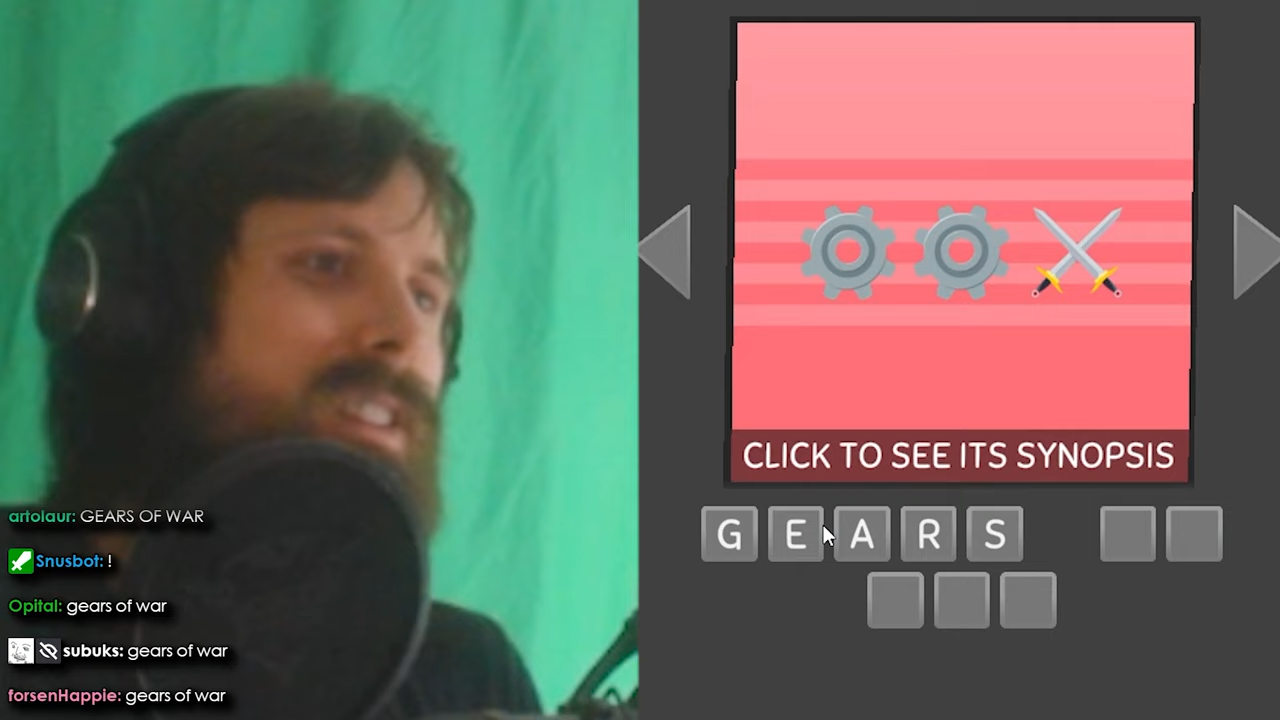 CLICK TO SEE ITS SYNOPSIS
GEARS
artolaur: GEARS OF WAR
Snusbot: !
Opital: gears of war
subuks: gears of war
forsenHappie: gears of war